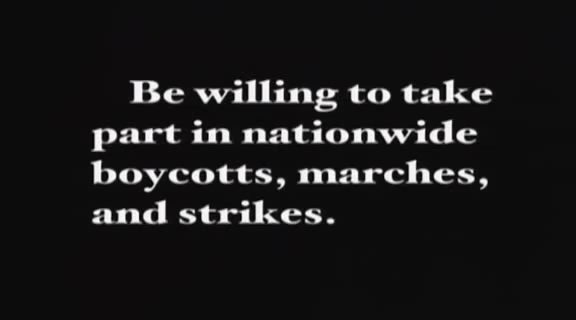 Be willing to take
part in nationwide
boycotts, marches,
and strikes.